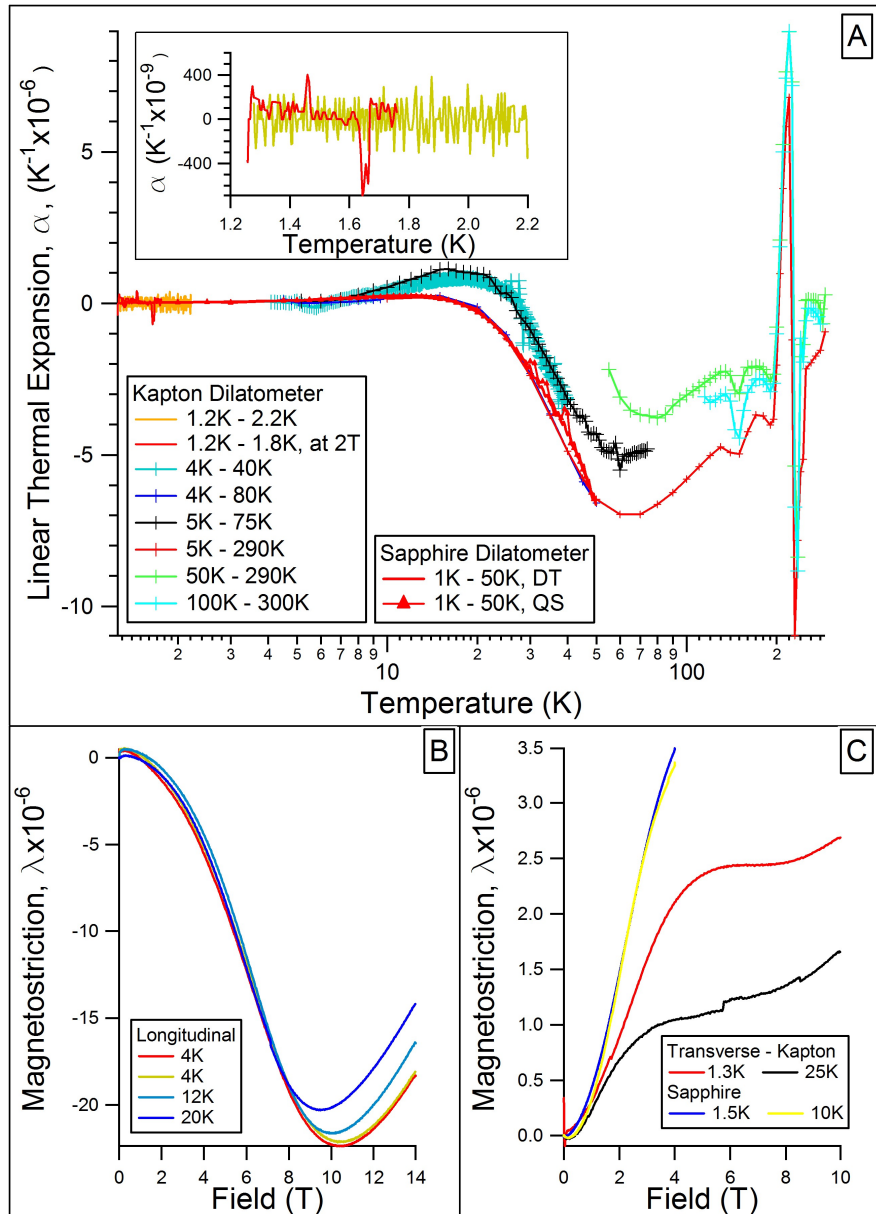 A
Linear Thermal Expansion, α, (K⁻¹x10⁻⁶)
5
0
-5
-10
α (K⁻¹x10⁻⁹)
400
0
-400
1.2 1.4 1.6 1.8 2.0 2.2
Temperature (K)
Kapton Dilatometer
1.2K - 2.2K
1.2K - 1.8K, at 2T
4K - 40K
4K - 80K
5K - 75K
5K - 290K
50K - 290K
100K - 300K
Sapphire Dilatometer
1K - 50K, DT
1K - 50K, QS
2 3 4 5 6 7 8 9 10 2 3 4 5 6 7 8 9 100 2
Temperature (K)
B
Magnetostriction, λx10⁻⁶
0
-5
-10
-15
-20
Longitudinal
4K
4K
12K
20K
0 2 4 6 8 10 12 14
Field (T)
C
Magnetostriction, λx10⁻⁶
3.5
3.0
2.5
2.0
1.5
1.0
0.5
0.0
Transverse - Kapton
1.3K 25K
Sapphire
1.5K 10K
0 2 4 6 8 10
Field (T)